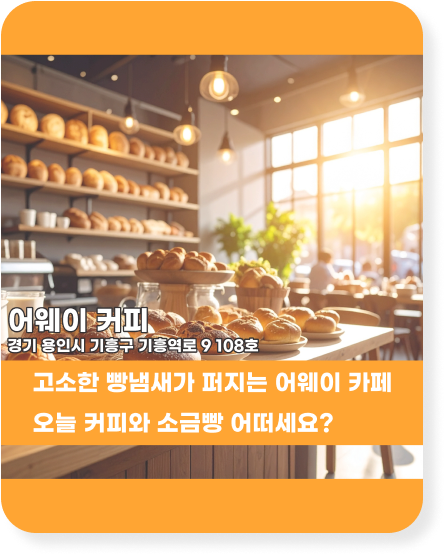 어웨이 커피
경기 용인시 기흥구 기흥역로 9 108호
고소한 빵냄새가 퍼지는 어웨이 카페
오늘 커피와 소금빵 어떠세요?